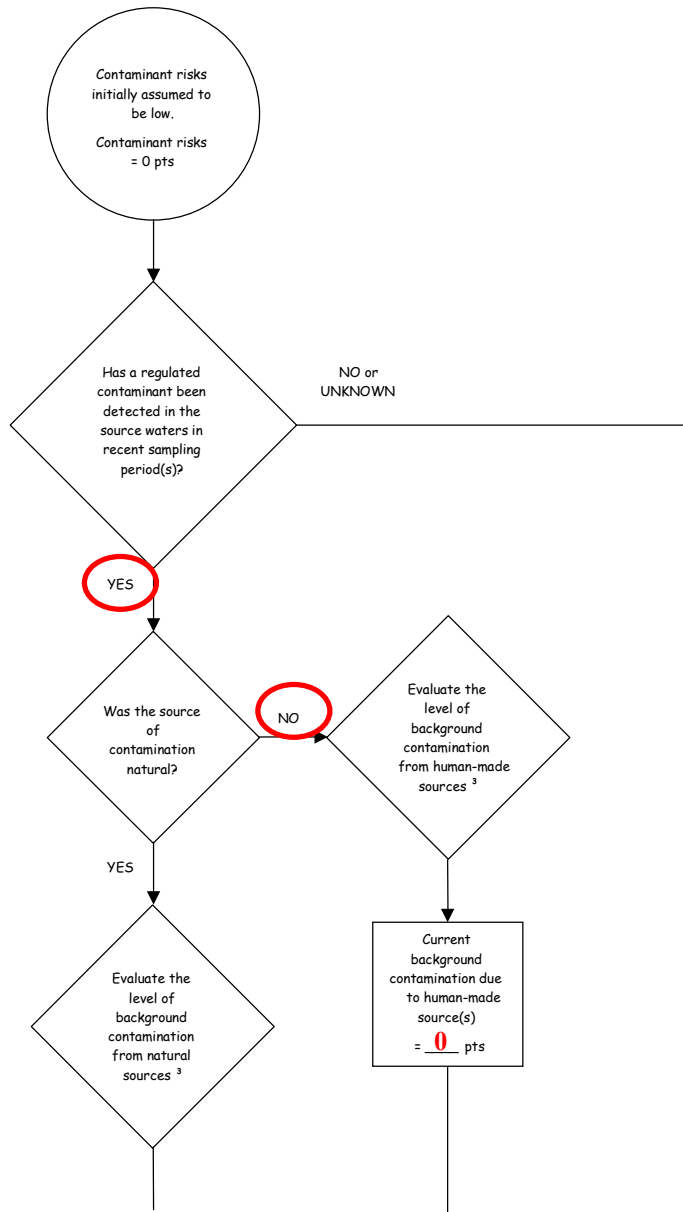 Contaminant risks
initially assumed to
be low.
Contaminant risks
= 0 pts
Has a regulated
contaminant been
detected in the
source waters in
recent sampling
period(s)?
NO or
UNKNOWN
YES
Was the source
of
contamination
natural?
NO
Evaluate the
level of
background
contamination
from human-made
sources ³
YES
Evaluate the
level of
background
contamination
from natural
sources ³
Current
background
contamination due
to human-made
source(s)
= 0 pts